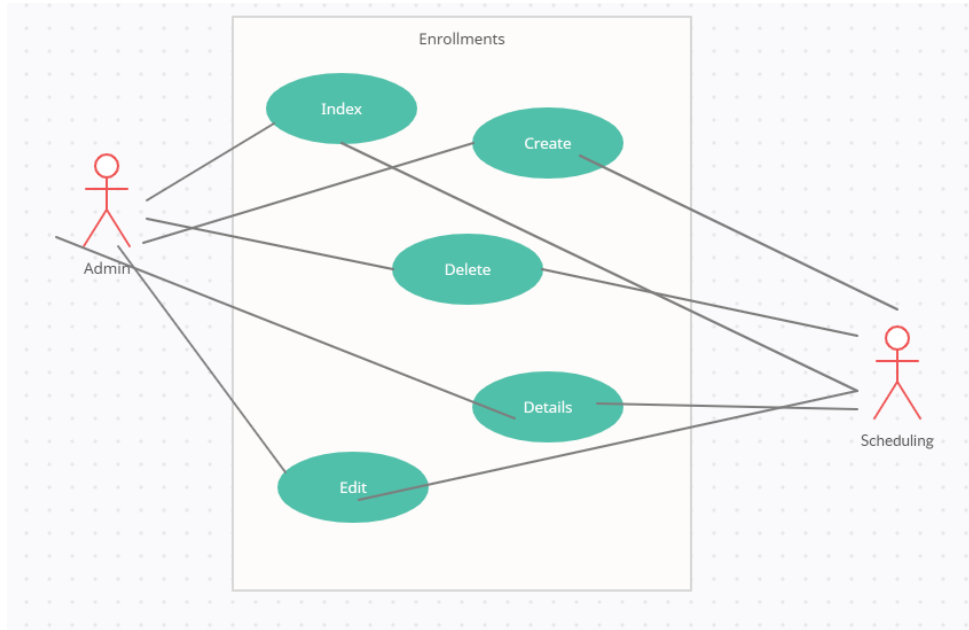 Enrollments
Index
Create
Admin
Delete
Details
Scheduling
Edit